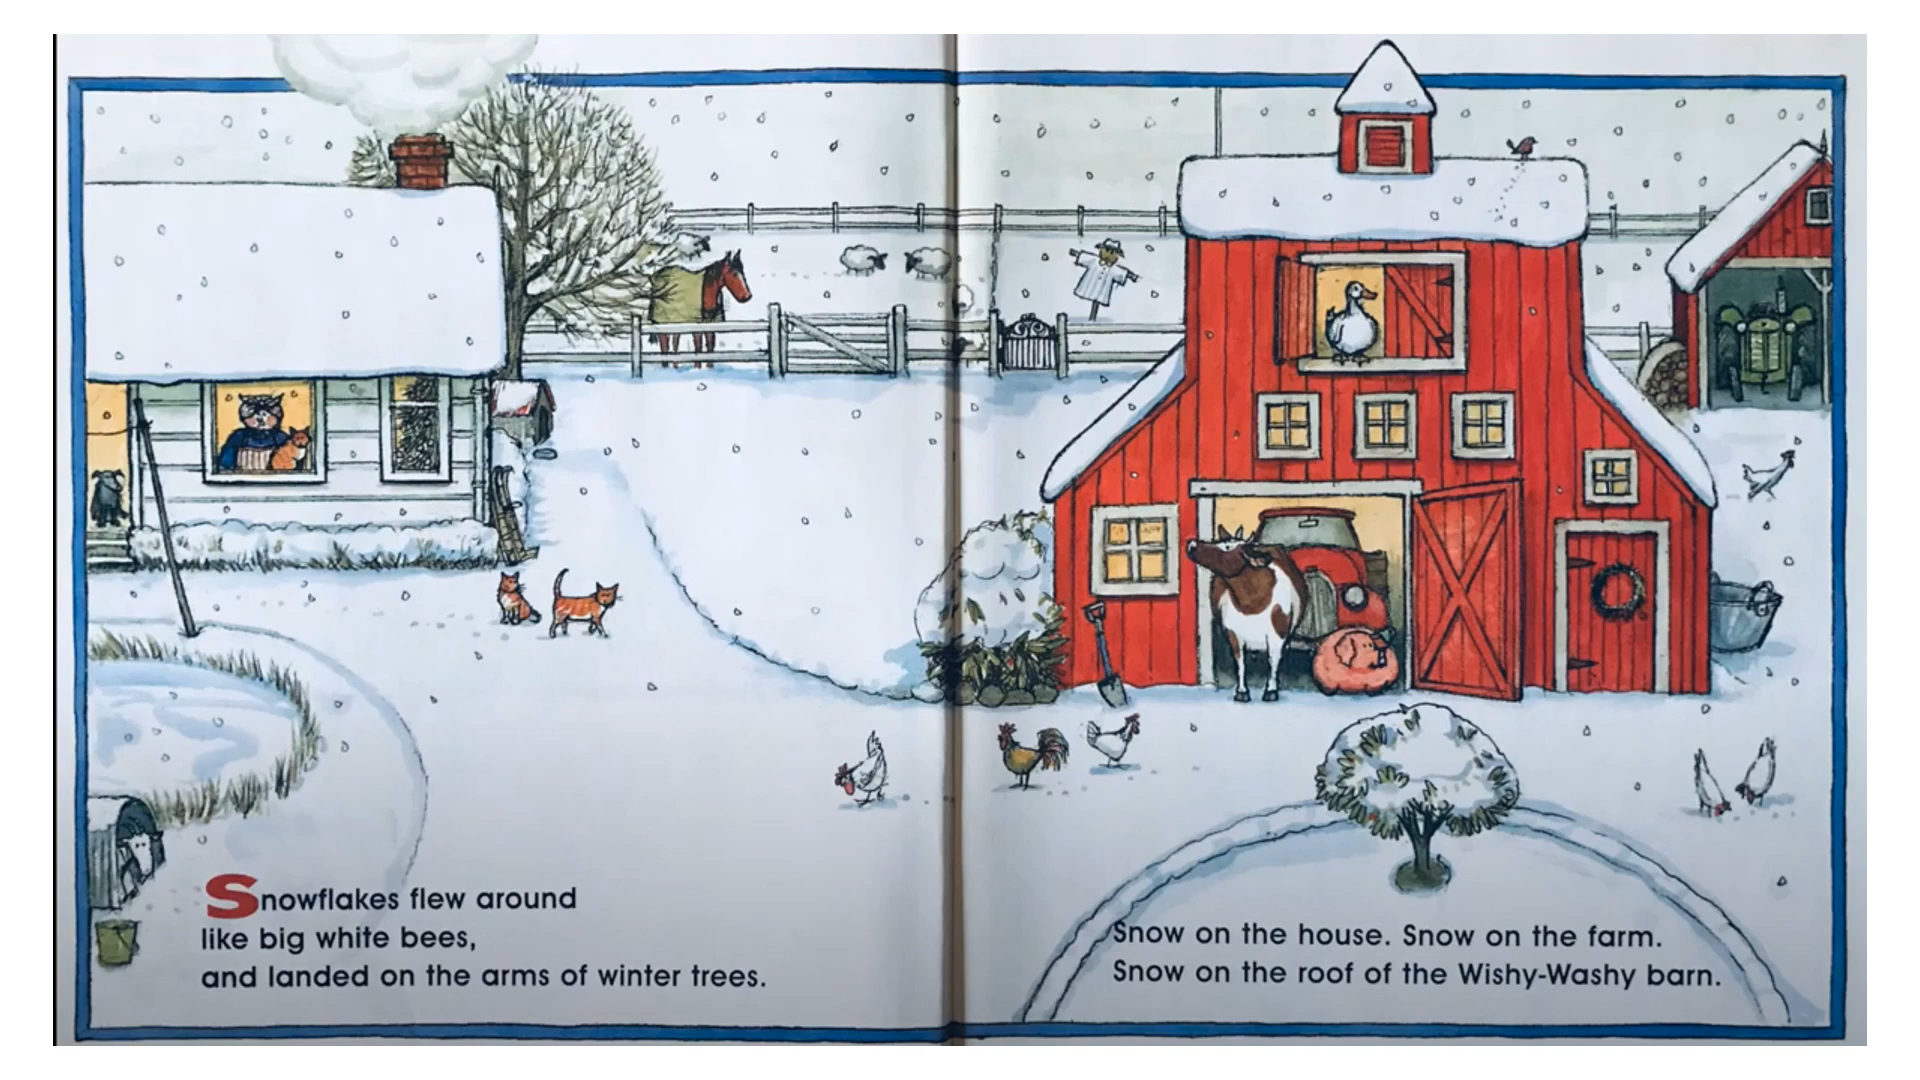 Snowflakes flew around
like big white bees,
and landed on the arms of winter trees.
Snow on the house. Snow on the farm.
Snow on the roof of the Wishy-Washy barn.